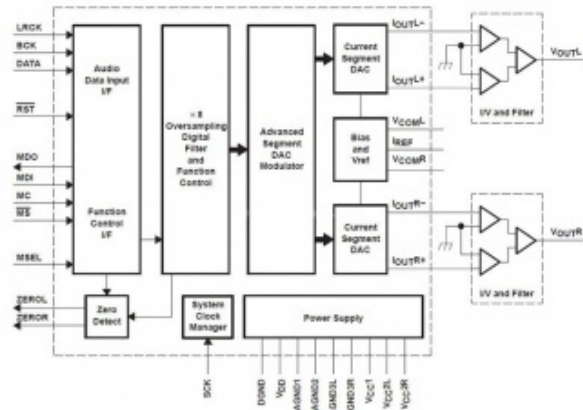 LRCK
BCK
DATA
RST
MDO
MDI
MC
MS
MSEL
ZEROL
ZEROR
Audio
Data Input
I/F
Function
Control
I/F
Zero
Detect
×8
Oversampling
Digital
Filter
and
Function
Control
System
Clock
Manager
SCK
Advanced
Segment
DAC
Modulator
Current
Segment
DAC
Bias
and
Vref
Current
Segment
DAC
Power Supply
IOUTL–
IOUTL+
VCOML
IREF
VCOMR
IOUTR–
IOUTR+
VOUTL
I/V and Filter
VOUTR
I/V and Filter
DGND
VDD
AGND1
AGND2
AGND3L
AGND3R
VCC1
VCC2L
VCC2R